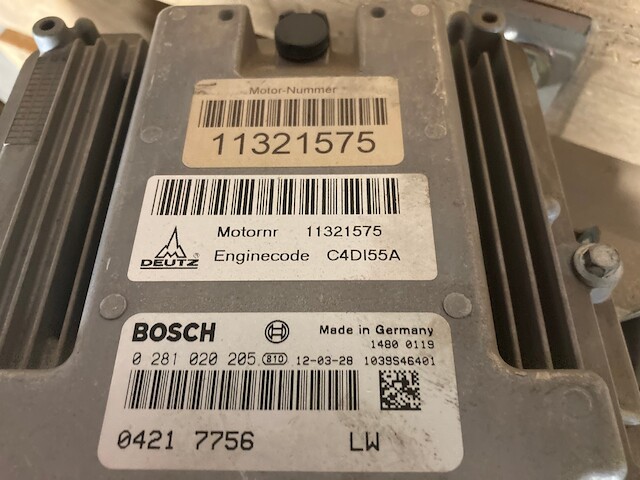 Motor-Nummer
11321575
Motornr 11321575
DEUTZ ® Enginecode C4DI55A
BOSCH Made in Germany
1480 0119
0 281 020 205 810 12-03-28 1039S46401
0421 7756 LW